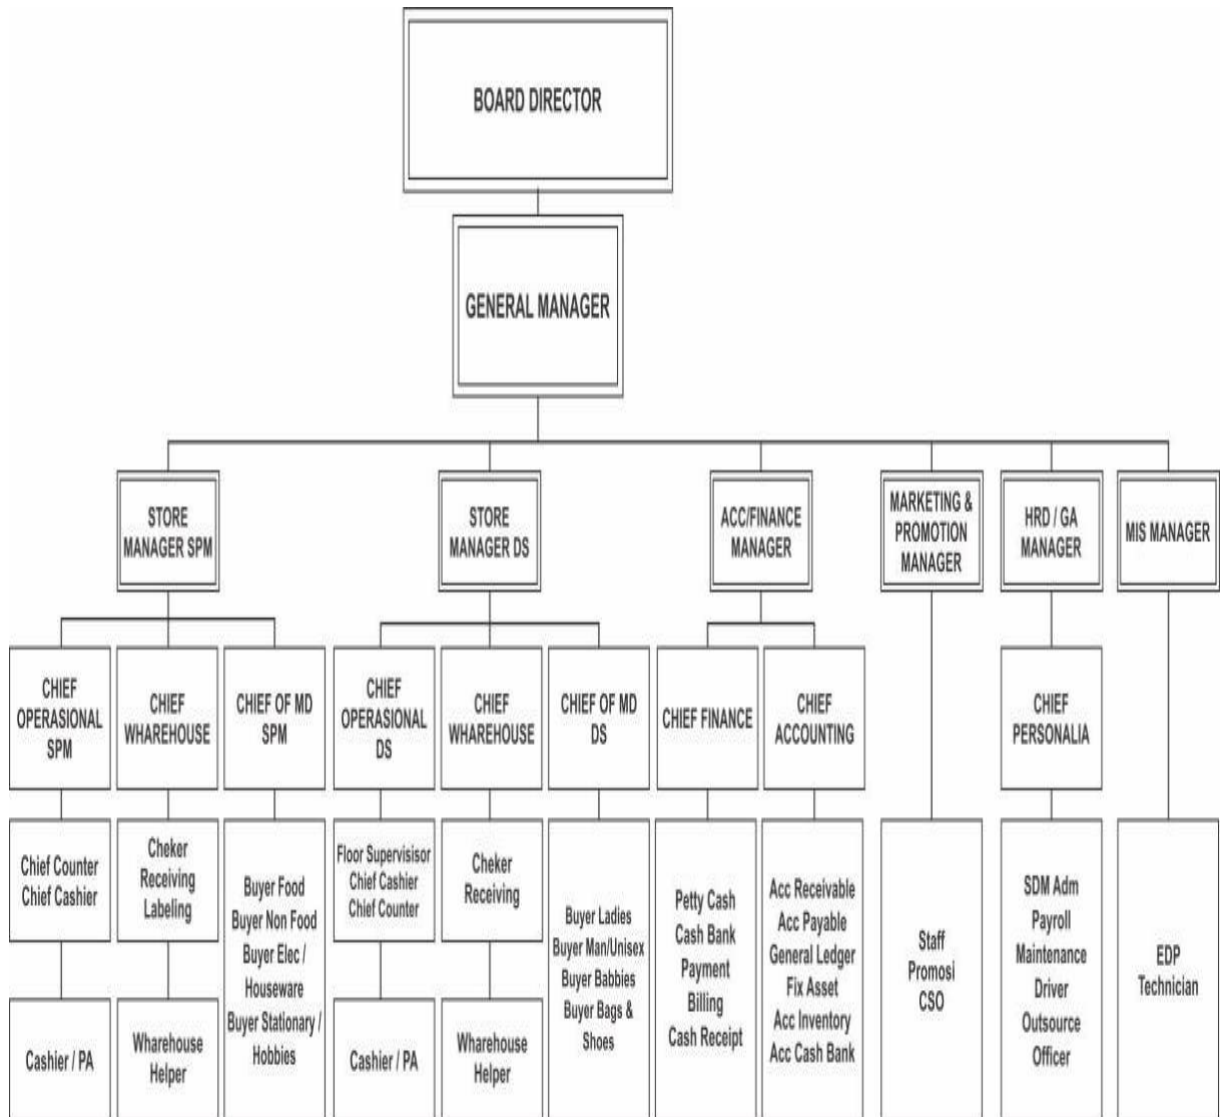 BOARD DIRECTOR
GENERAL MANAGER
STORE
MANAGER SPM
STORE
MANAGER DS
ACC/FINANCE
MANAGER
MARKETING &
PROMOTION
MANAGER
HRD / GA
MANAGER
MIS MANAGER
CHIEF
OPERASIONAL
SPM
CHIEF
WHAREHOUSE
CHIEF OF MD
SPM
CHIEF
OPERASIONAL
DS
CHIEF
WHAREHOUSE
CHIEF OF MD
DS
CHIEF FINANCE
CHIEF
ACCOUNTING
CHIEF
PERSONALIA
Chief Counter
Chief Cashier
Cheker
Receiving
Labeling
Buyer Food
Buyer Non Food
Buyer Elec /
Houseware
Buyer Stationary /
Hobbies
Floor Supervisisor
Chief Cashier
Chief Counter
Cheker
Receiving
Buyer Ladies
Buyer Man/Unisex
Buyer Babbies
Buyer Bags &
Shoes
Petty Cash
Cash Bank
Payment
Billing
Cash Receipt
Acc Receivable
Acc Payable
General Ledger
Fix Asset
Acc Inventory
Acc Cash Bank
Staff
Promosi
CSO
SDM Adm
Payroll
Maintenance
Driver
Outsource
Officer
EDP
Technician
Cashier / PA
Wharehouse
Helper
Cashier / PA
Wharehouse
Helper